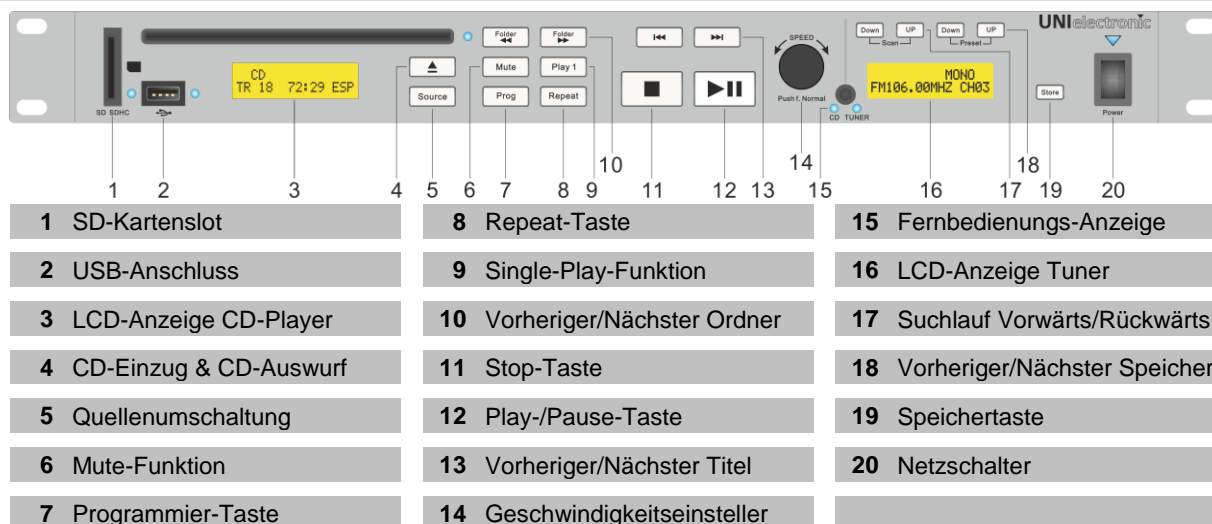 UNIelectronic
Folder Folder
SPEED
Down UP Down UP
Scan Preset
Mute Play 1
CD
TR 18 72:29 ESP
MONO
FM106.00MHZ CH03
Source Prog Repeat
Store
Push f. Normal
SD SDHC
CD TUNER
Power
10 14 18
1 2 3 4 5 6 7 8 9 11 12 13 15 16 17 19 20
1 SD-Kartenslot
2 USB-Anschluss
3 LCD-Anzeige CD-Player
4 CD-Einzug & CD-Auswurf
5 Quellenumschaltung
6 Mute-Funktion
7 Programmier-Taste
8 Repeat-Taste
9 Single-Play-Funktion
10 Vorheriger/Nächster Ordner
11 Stop-Taste
12 Play-/Pause-Taste
13 Vorheriger/Nächster Titel
14 Geschwindigkeitseinsteller
15 Fernbedienungs-Anzeige
16 LCD-Anzeige Tuner
17 Suchlauf Vorwärts/Rückwärts
18 Vorheriger/Nächster Speicher
19 Speichertaste
20 Netzschalter